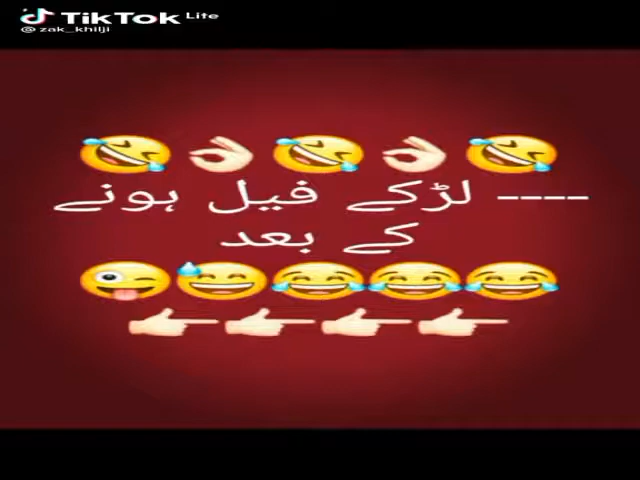 TikTok Lite
@zak_khilji
🤣👌🏻🤣👌🏻🤣
---- لڑکے فیل ہونے
کے بعد
😜😅😂😂😂
👉🏻👉🏻👉🏻👉🏻